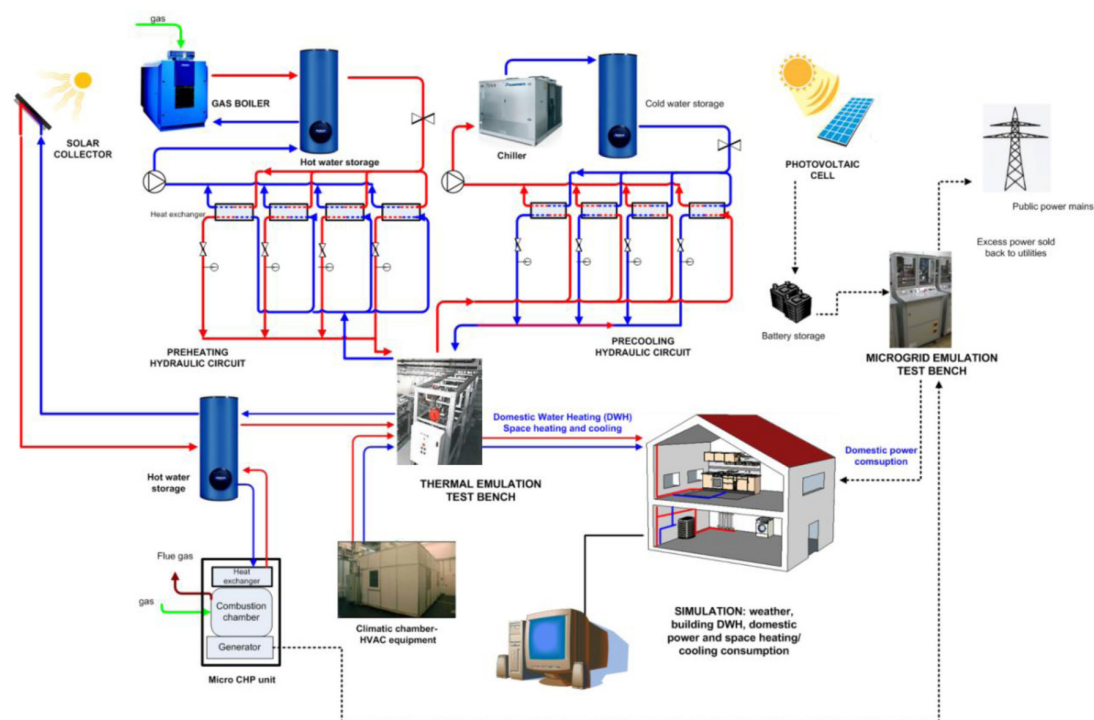 gas
GAS BOILER
Hot water storage
SOLAR
COLLECTOR
Chiller
Cold water storage
PHOTOVOLTAIC
CELL
Public power mains
Excess power sold
back to utilities
Heat exchanger
Battery storage
MICROGRID EMULATION
TEST BENCH
PREHEATING
HYDRAULIC CIRCUIT
PRECOOLING
HYDRAULIC CIRCUIT
Domestic Water Heating (DWH)
Space heating and cooling
Domestic power
comsuption
THERMAL EMULATION
TEST BENCH
Hot water
storage
Flue gas
gas
Heat
exchanger
Combustion
chamber
Generator
Micro CHP unit
Climatic chamber-
HVAC equipment
SIMULATION: weather,
building DWH, domestic
power and space heating/
cooling consumption